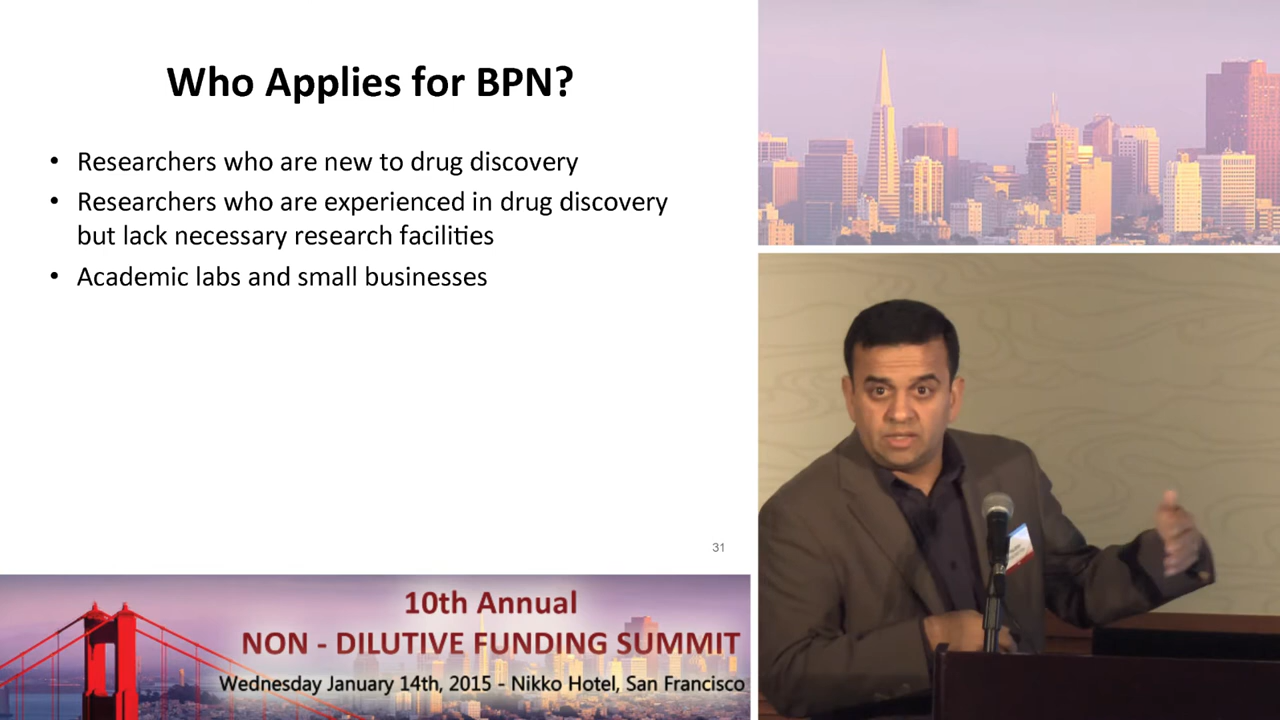 Who Applies for BPN?
• Researchers who are new to drug discovery
• Researchers who are experienced in drug discovery
but lack necessary research facilities
• Academic labs and small businesses
31
10th Annual
NON - DILUTIVE FUNDING SUMMIT
Wednesday January 14th, 2015 - Nikko Hotel, San Francisco